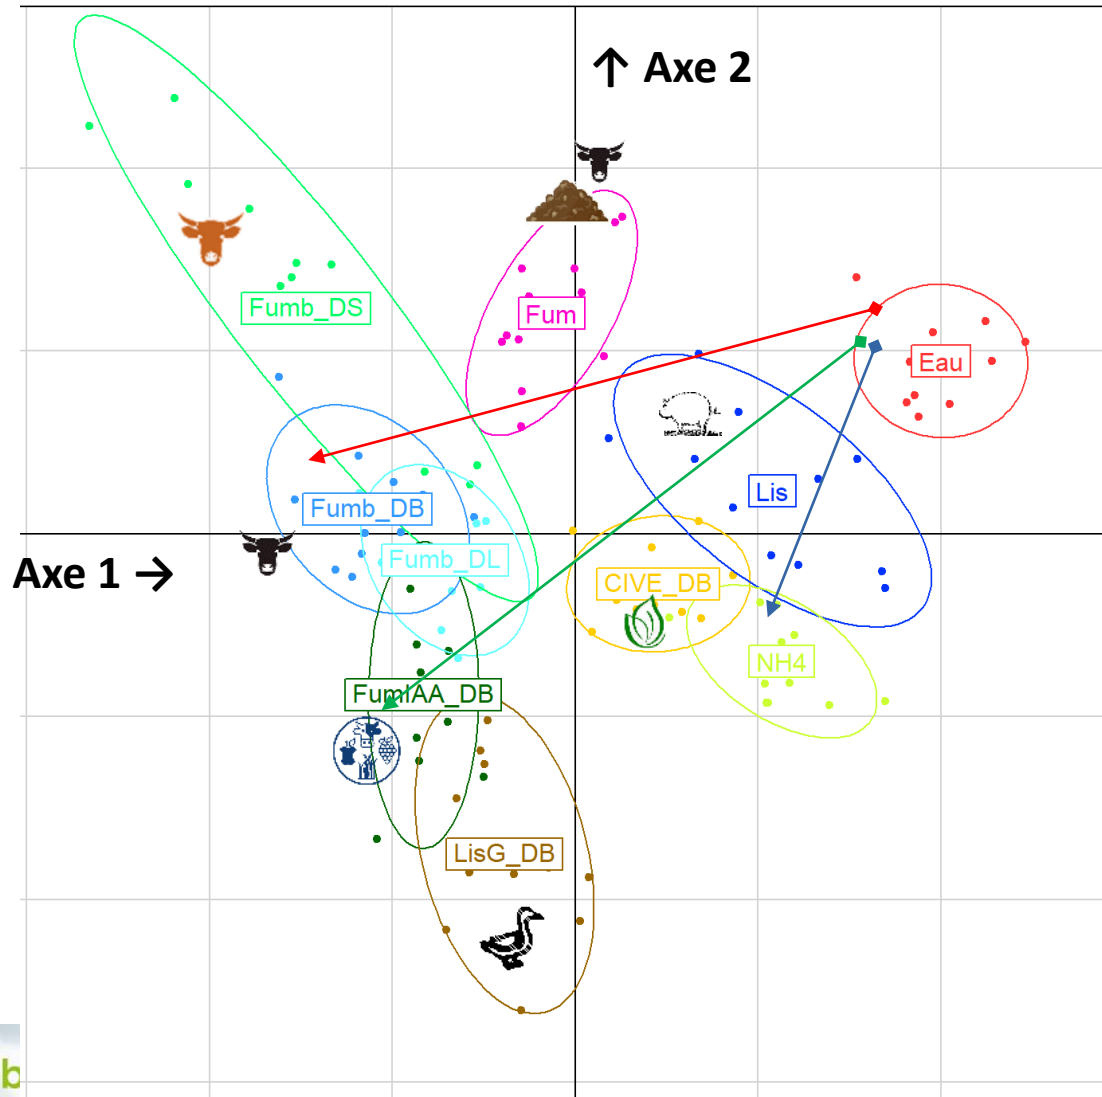 ↑ Axe 2
Fumb_DS
Fum
Eau
Lis
Fumb_DB
Fumb_DL
Axe 1 →
CIVE_DB
NH4
FumIAA_DB
LisG_DB
b